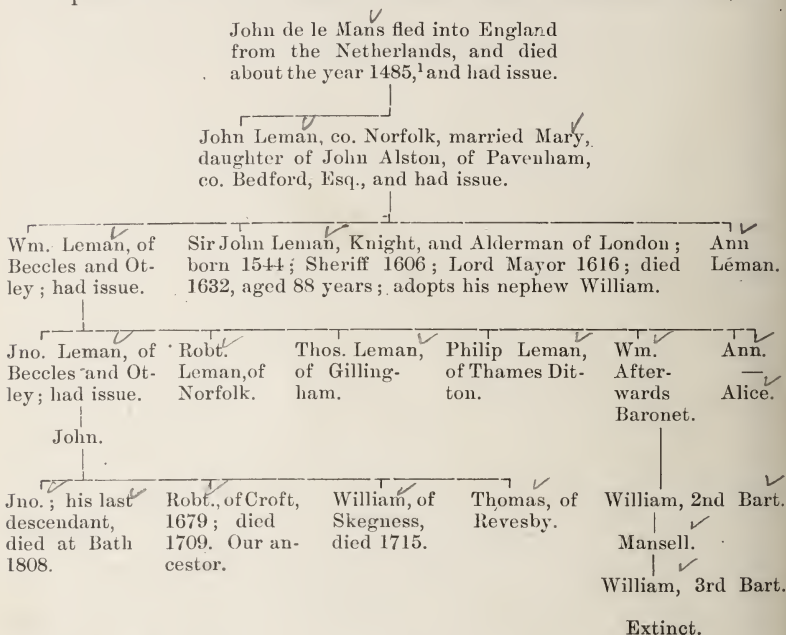 John de le Mans fled into England
from the Netherlands, and died
about the year 1485,¹ and had issue.
John Leman, co. Norfolk, married Mary,
daughter of John Alston, of Pavenham,
co. Bedford, Esq., and had issue.
Wm. Leman, of
Beccles and Ot-
ley; had issue.
Sir John Leman, Knight, and Alderman of London;
born 1544; Sheriff 1606; Lord Mayor 1616; died
1632, aged 88 years; adopts his nephew William.
Ann
Leman.
Jno. Leman, of
Beccles and Ot-
ley; had issue.
Robt.
Leman, of
Norfolk.
Thos. Leman,
of Gilling-
ham.
Philip Leman,
of Thames Dit-
ton.
Wm.
After-
wards
Baronet.
Ann.
—
Alice.
John.
Jno.; his last
descendant,
died at Bath
1808.
Robt., of Croft,
1679; died
1709. Our an-
cestor.
William, of
Skegness,
died 1715.
Thomas, of
Revesby.
William, 2nd Bart.
Mansell.
William, 3rd Bart.
Extinct.